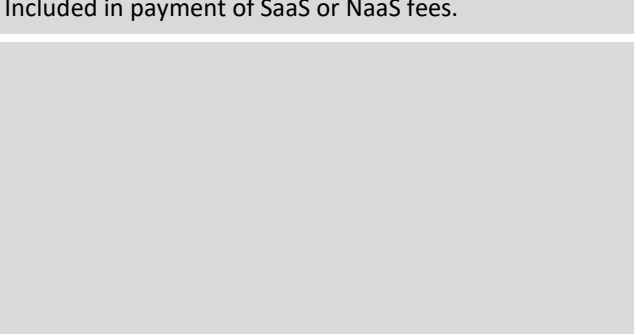 Included in payment of SaaS or NaaS fees.